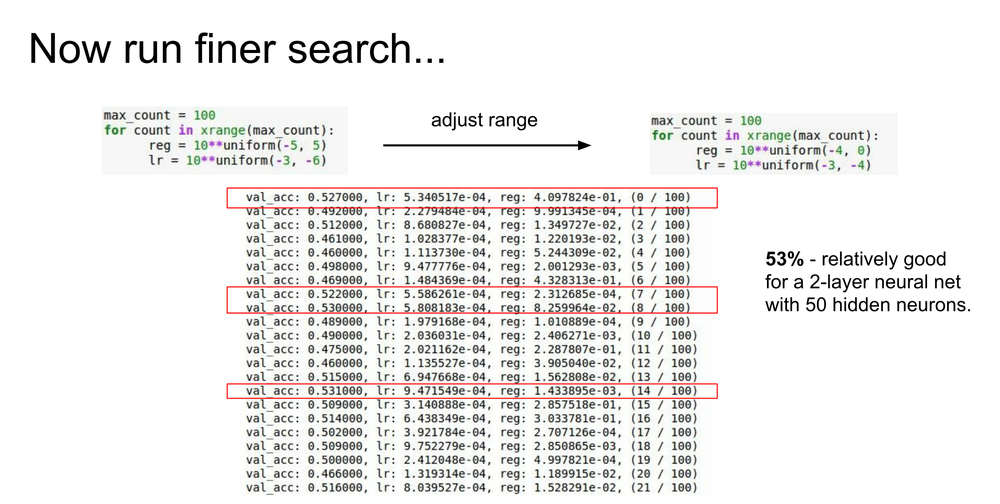 Now run finer search...
max_count = 100
for count in xrange(max_count):
      reg = 10**uniform(-5, 5)
      lr = 10**uniform(-3, -6)
adjust range
max_count = 100
for count in xrange(max_count):
      reg = 10**uniform(-4, 0)
      lr = 10**uniform(-3, -4)
val_acc: 0.527000, lr: 5.340517e-04, reg: 4.097824e-01, (0 / 100)
val_acc: 0.492000, lr: 2.279484e-04, reg: 9.991345e-04, (1 / 100)
val_acc: 0.512000, lr: 8.680827e-04, reg: 1.349727e-02, (2 / 100)
val_acc: 0.461000, lr: 1.028377e-04, reg: 1.220193e-02, (3 / 100)
val_acc: 0.460000, lr: 1.113730e-04, reg: 5.244309e-02, (4 / 100)
val_acc: 0.498000, lr: 9.477776e-04, reg: 2.001293e-03, (5 / 100)
val_acc: 0.469000, lr: 1.484369e-04, reg: 4.328313e-01, (6 / 100)
val_acc: 0.522000, lr: 5.586261e-04, reg: 2.312685e-04, (7 / 100)
val_acc: 0.530000, lr: 5.808183e-04, reg: 8.259964e-02, (8 / 100)
val_acc: 0.489000, lr: 1.979168e-04, reg: 1.010889e-04, (9 / 100)
val_acc: 0.490000, lr: 2.036031e-04, reg: 2.406271e-03, (10 / 100)
val_acc: 0.475000, lr: 2.021162e-04, reg: 2.287807e-01, (11 / 100)
val_acc: 0.460000, lr: 1.135527e-04, reg: 3.905040e-02, (12 / 100)
val_acc: 0.515000, lr: 6.947668e-04, reg: 1.562808e-02, (13 / 100)
val_acc: 0.531000, lr: 9.471549e-04, reg: 1.433895e-03, (14 / 100)
val_acc: 0.509000, lr: 3.140888e-04, reg: 2.857518e-01, (15 / 100)
val_acc: 0.514000, lr: 6.438349e-04, reg: 3.033781e-01, (16 / 100)
val_acc: 0.502000, lr: 3.921784e-04, reg: 2.707126e-04, (17 / 100)
val_acc: 0.509000, lr: 9.752279e-04, reg: 2.850865e-03, (18 / 100)
val_acc: 0.500000, lr: 2.412048e-04, reg: 4.997821e-04, (19 / 100)
val_acc: 0.466000, lr: 1.319314e-04, reg: 1.189915e-02, (20 / 100)
val_acc: 0.516000, lr: 8.039527e-04, reg: 1.528291e-02, (21 / 100)
53% - relatively good
for a 2-layer neural net
with 50 hidden neurons.